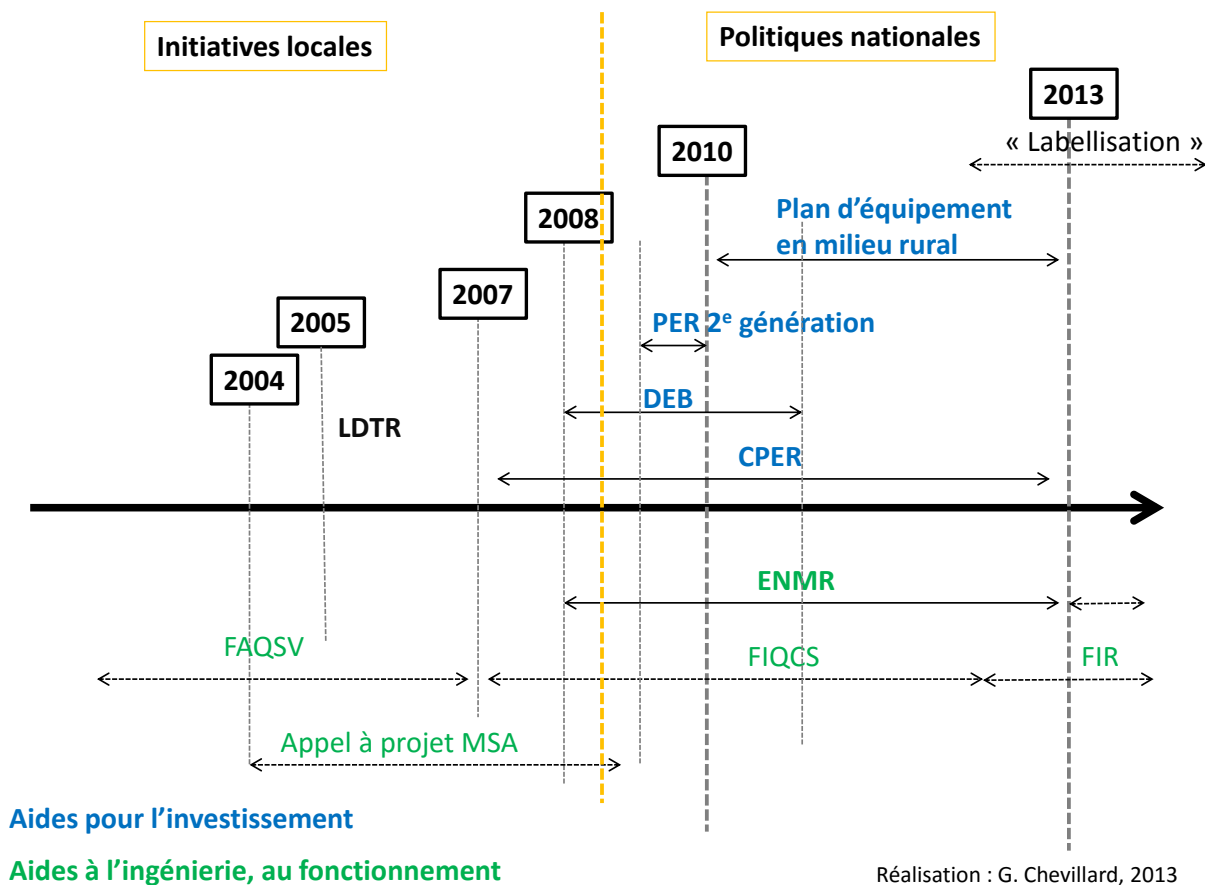 Initiatives locales
Politiques nationales
2013
« Labellisation »
2010
2008
Plan d’équipement
en milieu rural
2007
2005
PER 2e génération
2004
DEB
LDTR
CPER
ENMR
FAQSV
FIQCS
FIR
Appel à projet MSA
Aides pour l’investissement
Aides à l’ingénierie, au fonctionnement
Réalisation : G. Chevillard, 2013